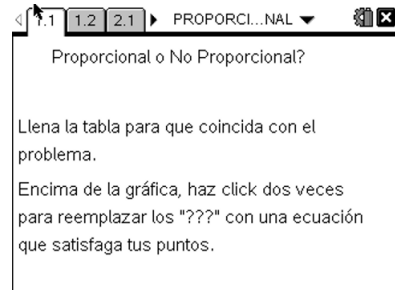 1.1 1.2 2.1 PROPORCI...NAL
Proporcional o No Proporcional?
Llena la tabla para que coincida con el
problema.
Encima de la gráfica, haz click dos veces
para reemplazar los "???" con una ecuación
que satisfaga tus puntos.